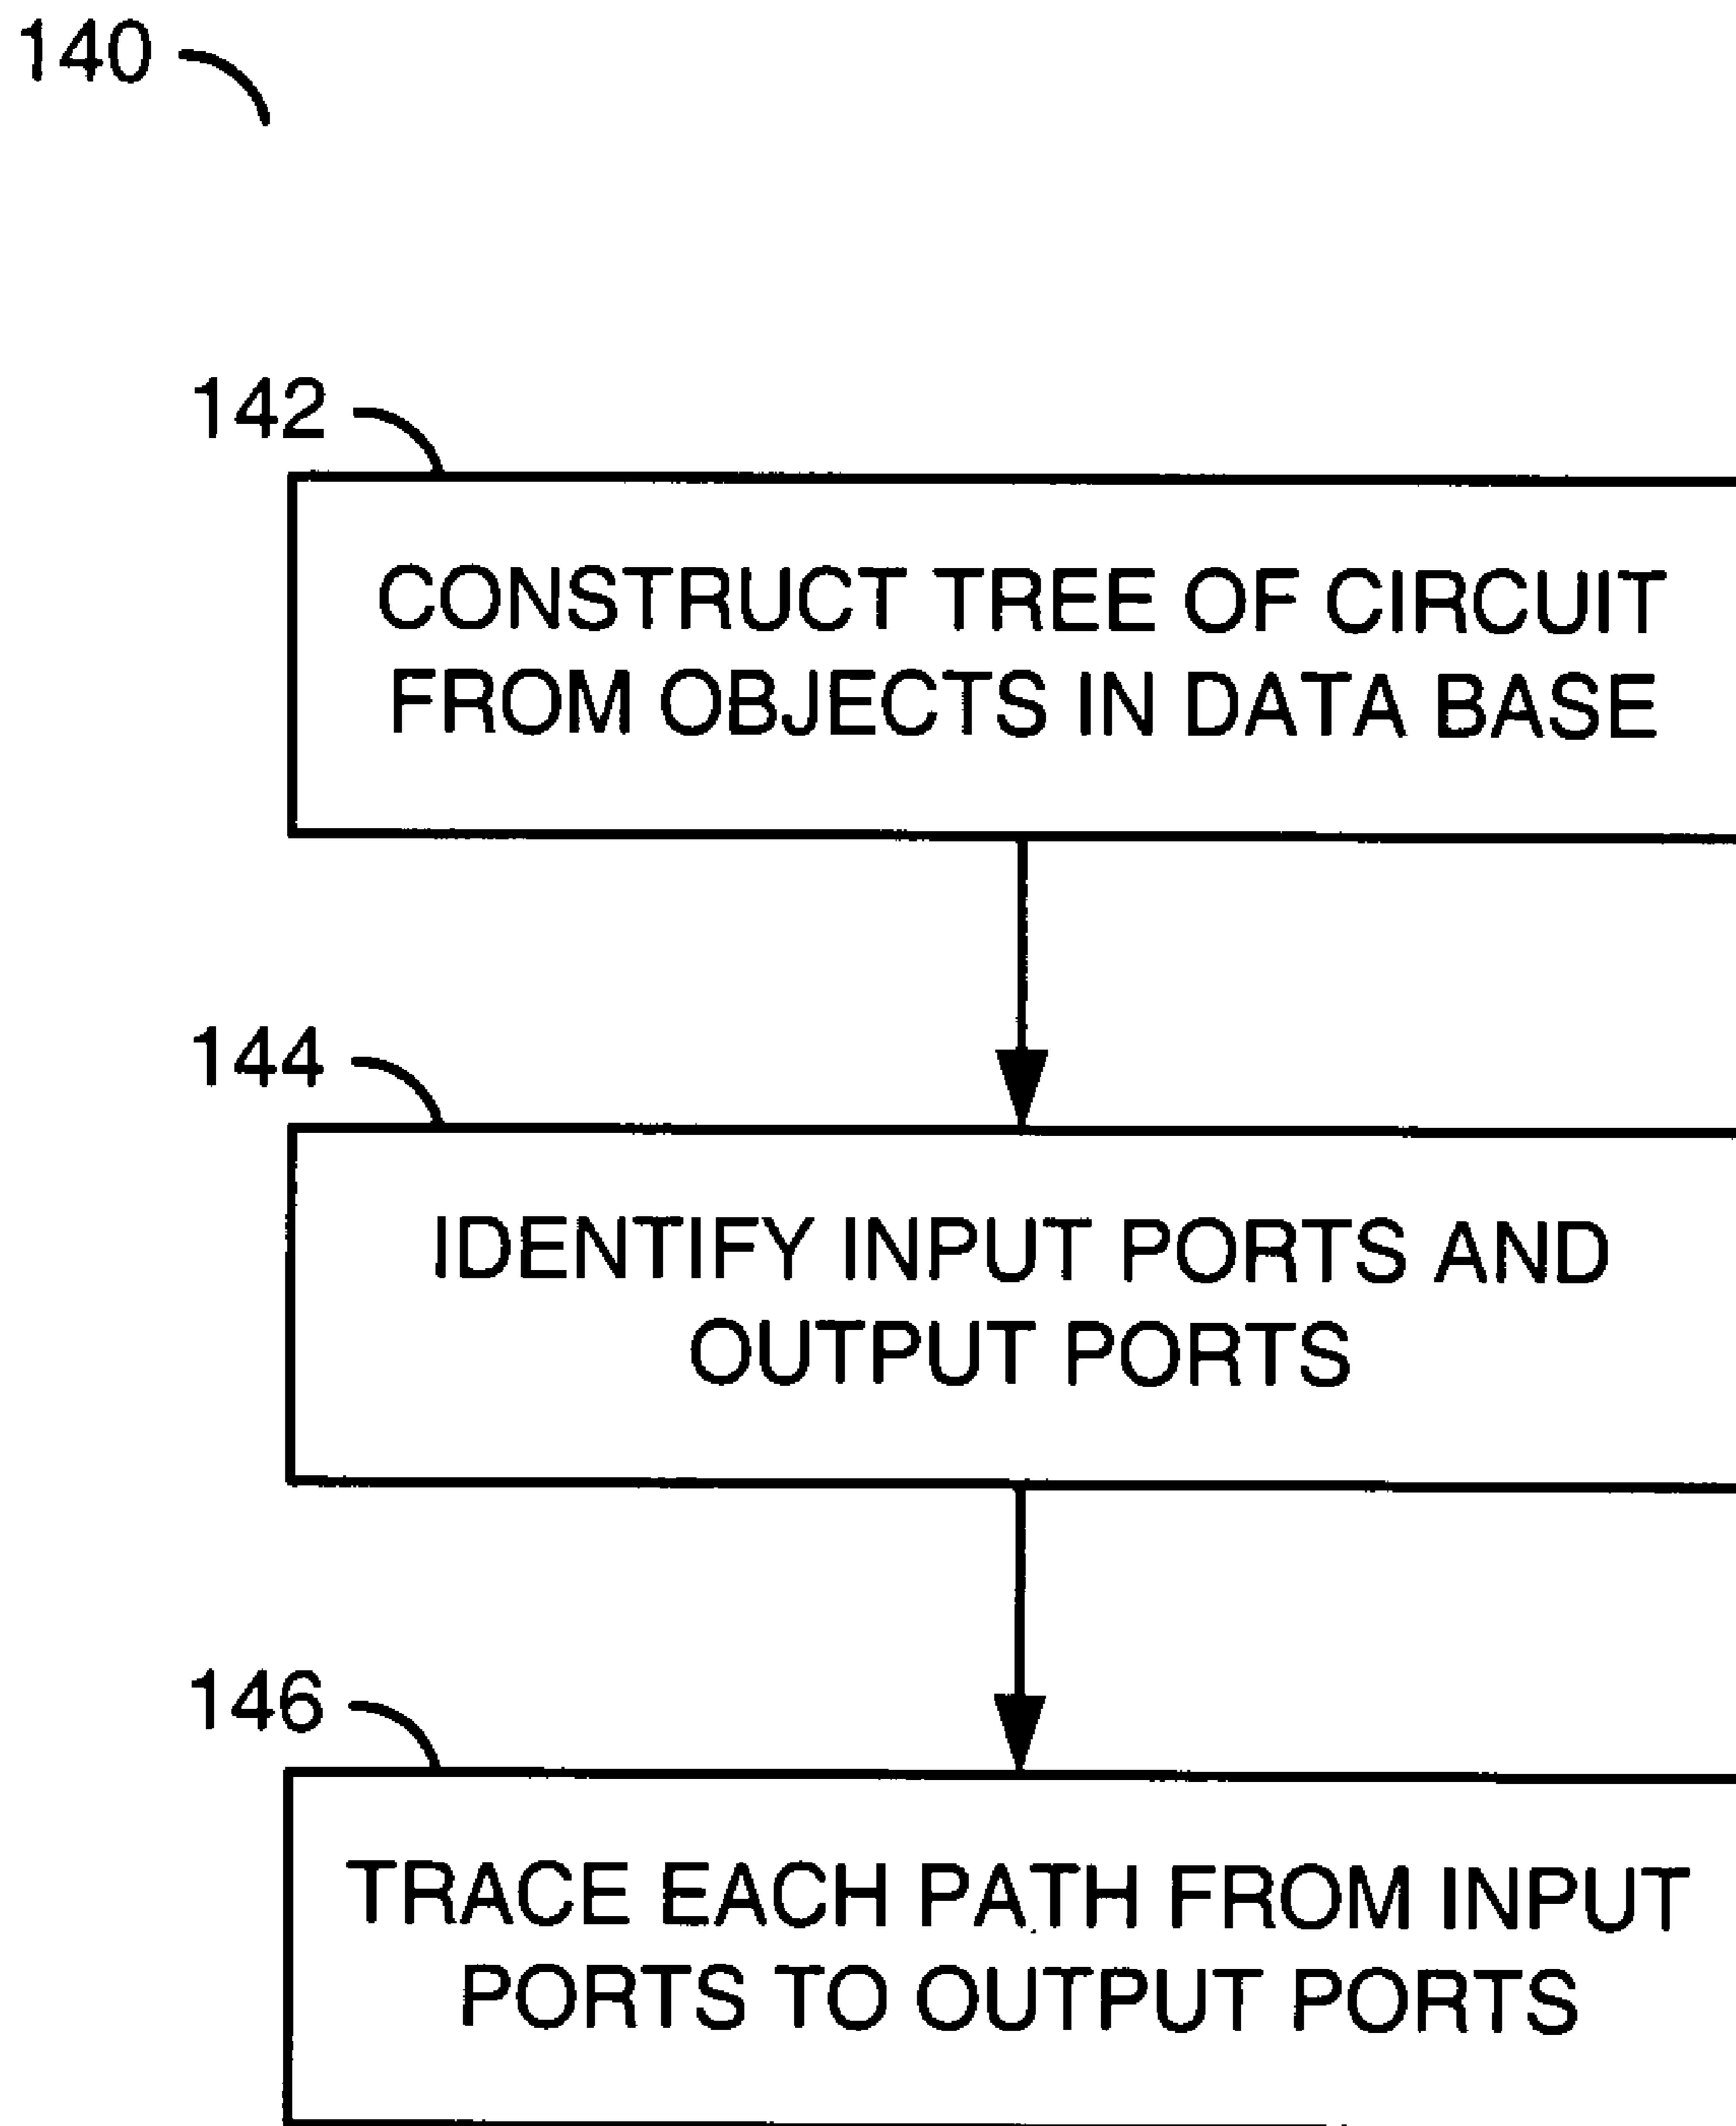 140
142
CONSTRUCT TREE OF CIRCUIT
FROM OBJECTS IN DATA BASE
144
IDENTIFY INPUT PORTS AND
OUTPUT PORTS
146
TRACE EACH PATH FROM INPUT
PORTS TO OUTPUT PORTS